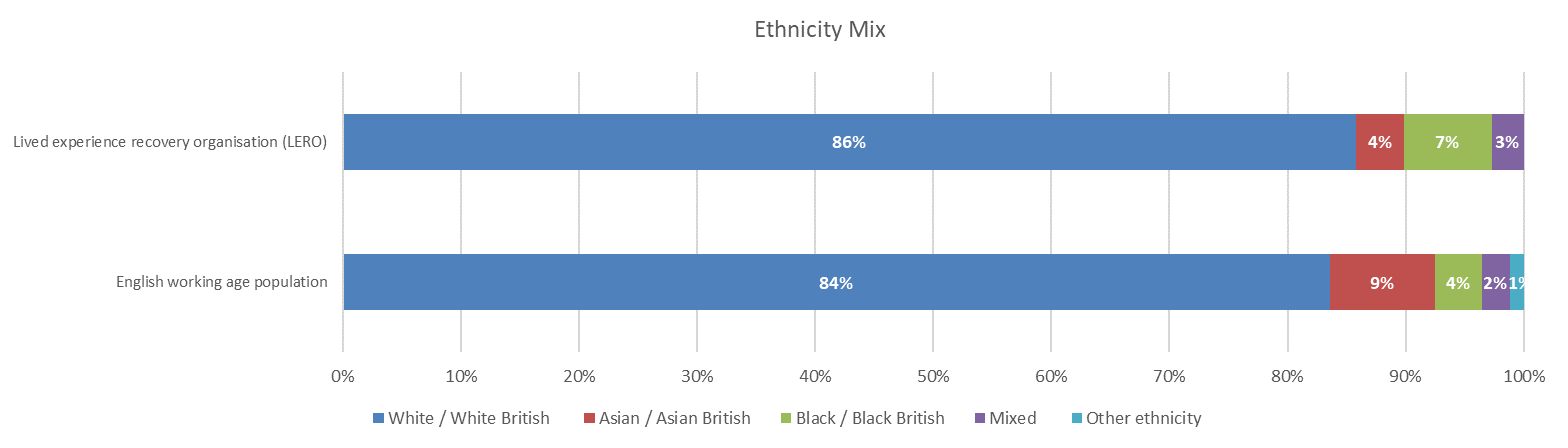 Ethnicity Mix
Lived experience recovery organisation (LERO)
86% 4% 7% 3%
English working age population
84% 9% 4% 2% 1%
0% 10% 20% 30% 40% 50% 60% 70% 80% 90% 100%
White / White British Asian / Asian British Black / Black British Mixed Other ethnicity